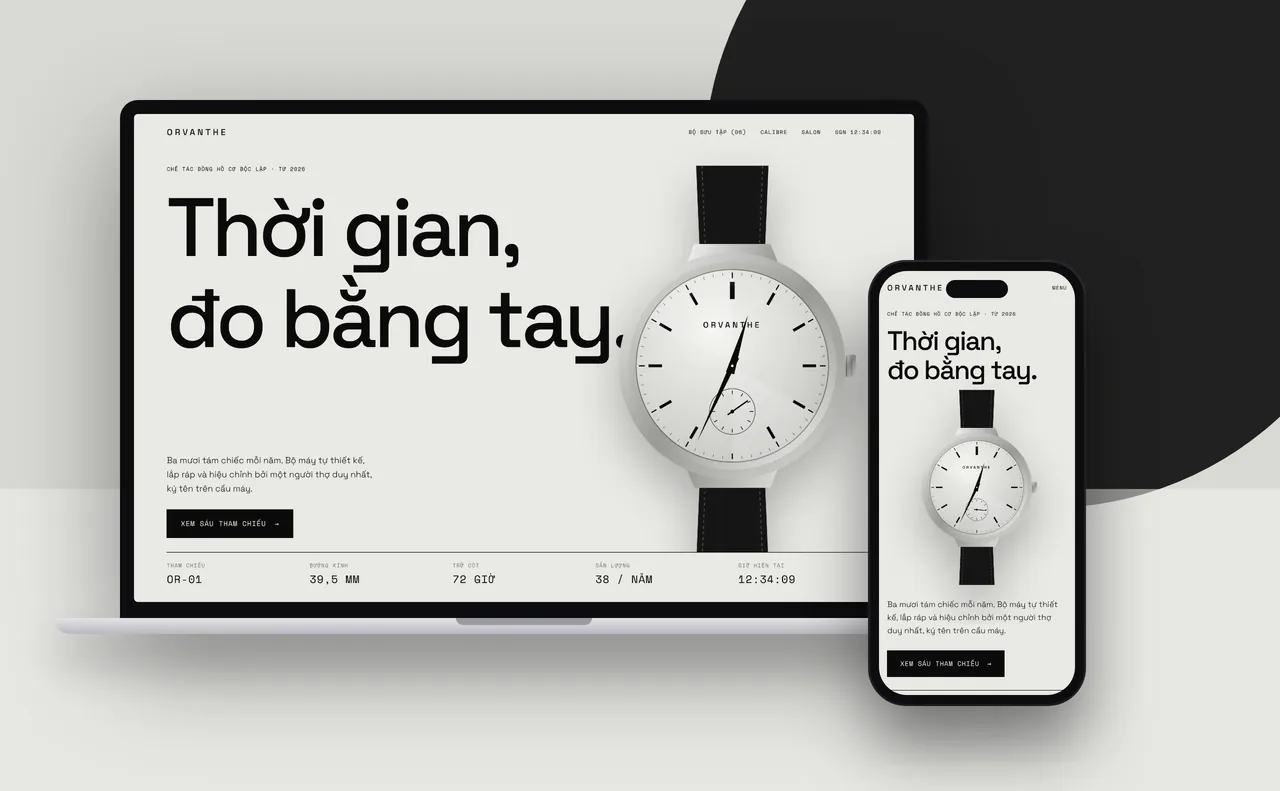 ORVANTHE
BỘ SƯU TẬP (06) CALIBRE SALON SGN 12:34:09
CHẾ TÁC ĐỒNG HỒ CƠ ĐỘC LẬP · TỪ 2026
Thời gian,
đo bằng tay.
ORVANTHE
Ba mươi tám chiếc mỗi năm. Bộ máy tự thiết kế,
lắp ráp và hiệu chỉnh bởi một người thợ duy nhất,
ký tên trên cầu máy.
XEM SÁU THAM CHIẾU →
THAM CHIẾU ĐƯỜNG KÍNH TRỮ CÓT SẢN LƯỢNG GIỜ HIỆN TẠI
OR-01 39,5 MM 72 GIỜ 38 / NĂM 12:34:09
ORVANTHE MENU
CHẾ TÁC ĐỒNG HỒ CƠ ĐỘC LẬP · TỪ 2026
Thời gian,
đo bằng tay.
ORVANTHE
Ba mươi tám chiếc mỗi năm. Bộ máy tự thiết
kế, lắp ráp và hiệu chỉnh bởi một người thợ
duy nhất, ký tên trên cầu máy.
XEM SÁU THAM CHIẾU →